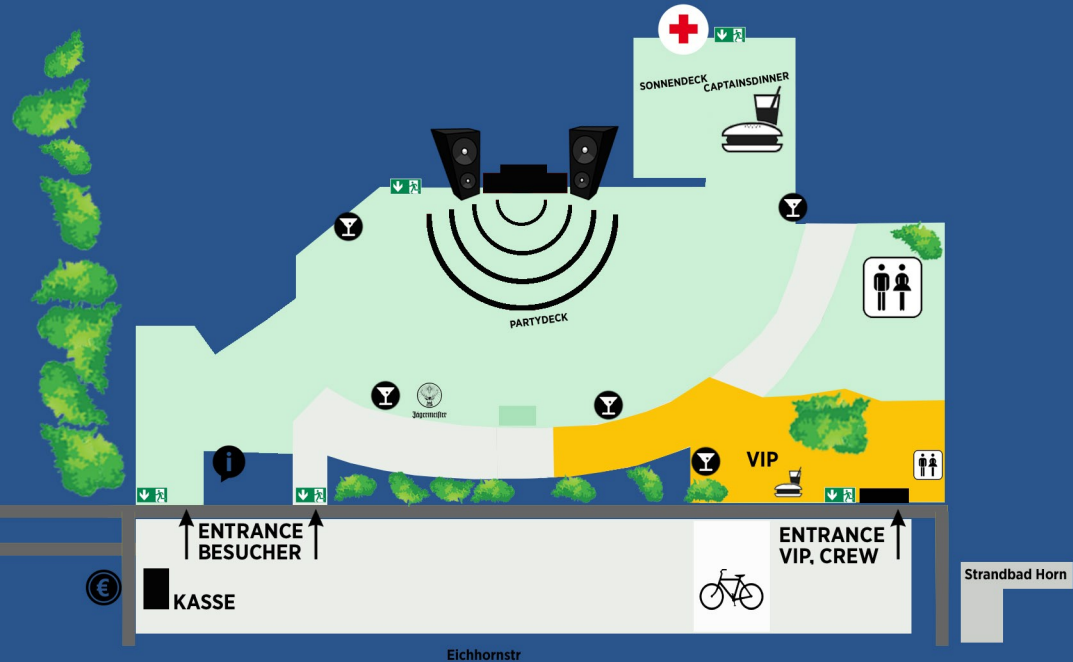 SONNENDECK
CAPTAINSDINNER
PARTYDECK
Jägermeister
i
VIP
ENTRANCE
BESUCHER
ENTRANCE
VIP, CREW
€
KASSE
Strandbad Horn
Eichhornstr